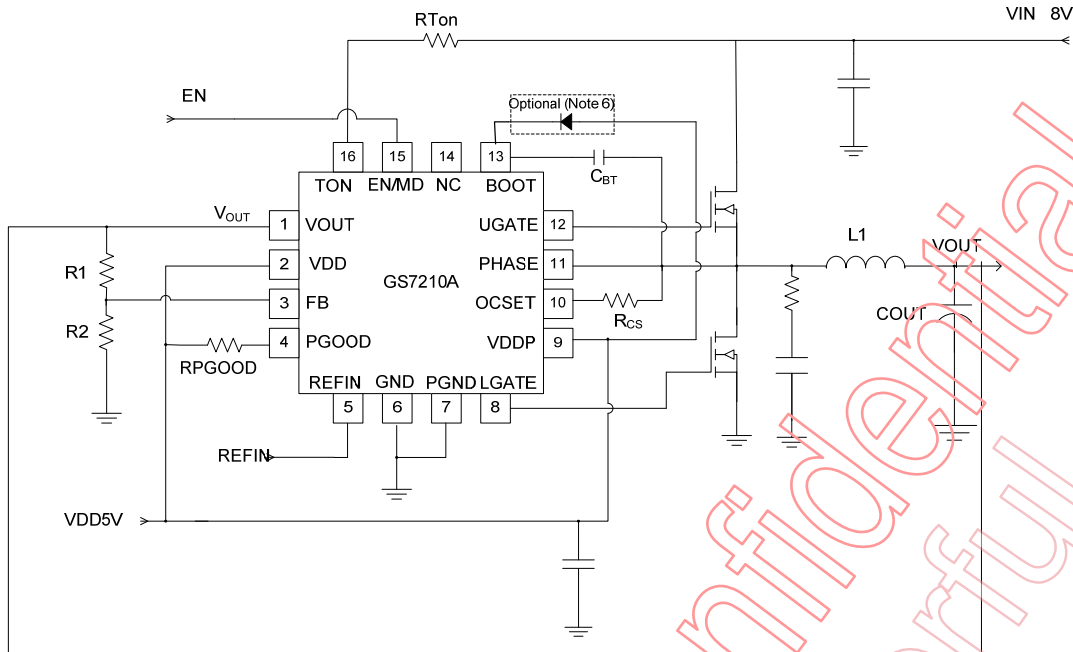 RTon
VIN 8V
EN
Optional (Note 6)
16
15
14
13
TON
EN/MD
NC
BOOT
CBT
VOUT
1
VOUT
UGATE
12
R1
2
VDD
PHASE
11
L1
VOUT
GS7210A
3
FB
OCSET
10
R2
RCS
COUT
4
PGOOD
VDDP
9
RPGOOD
REFIN
GND
PGND
LGATE
5
6
7
8
REFIN
VDD5V
nfidential
erful